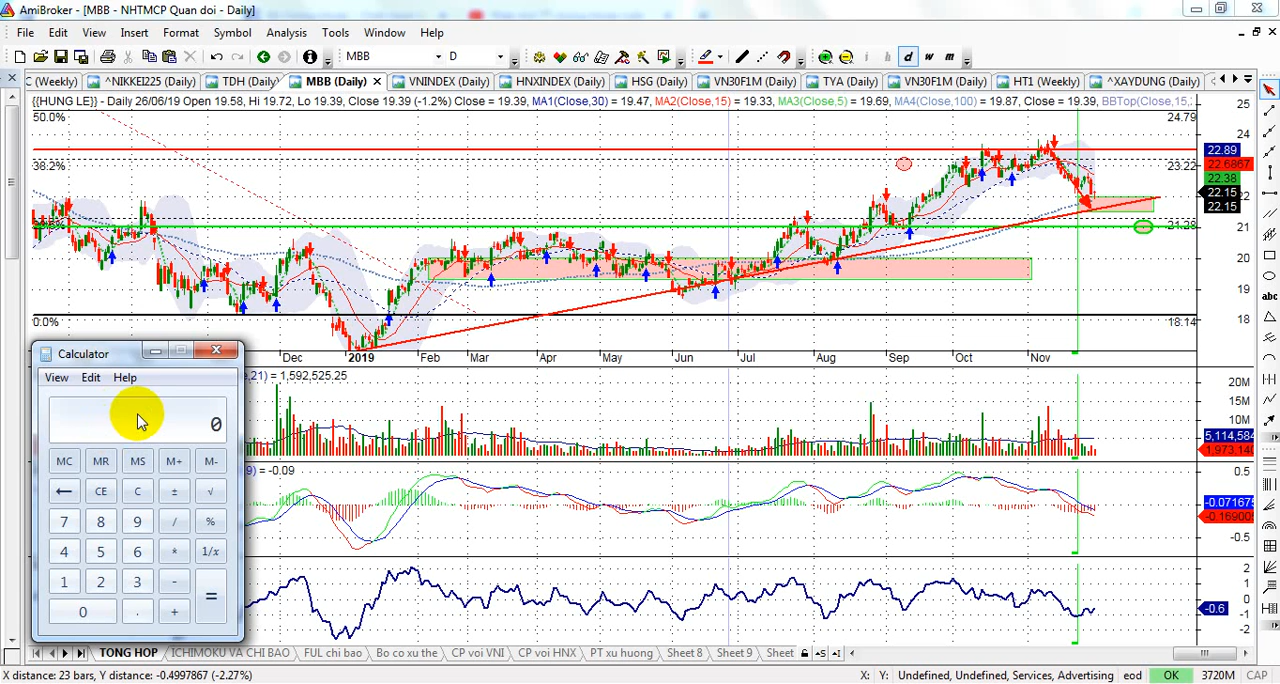 AmiBroker - [MBB - NHTMCP Quan doi - Daily]
File Edit View Insert Format Symbol Analysis Tools Window Help
MBB D i h d w m
C (Weekly) ^NIKKEI225 (Daily) TDH (Daily) MBB (Daily) VNINDEX (Daily) HNXINDEX (Daily) HSG (Daily) VN30F1M (Daily) TYA (Daily) VN30F1M (Daily) HT1 (Weekly) ^XAYDUNG (Daily)
{{HUNG LE}} - Daily 26/06/19 Open 19.58, Hi 19.72, Lo 19.39, Close 19.39 (-1.2%) Close = 19.39, MA1(Close,30) = 19.47, MA2(Close,15) = 19.33, MA3(Close,5) = 19.69, MA4(Close,100) = 19.87, Close = 19.39, BBTop(Close,15,
25
50.0%
24.79
24
22.89
38.2%
23.22
22.6867
22.38
22.15
22
22.15
21.28
21
20
19
0.0%
18.14
18
Dec 2019 Feb Mar Apr May Jun Jul Aug Sep Oct Nov
,21) = 1,592,525.25
20M
15M
10M
5,114,584
1,973,140
9) = -0.09
0.5
-0.071675
-0.169005
-0.5
2
1
0
-0.6
-1
-2
Calculator
View Edit Help
0
MC MR MS M+ M-
← CE C ± √
7 8 9 / %
4 5 6 * 1/x
1 2 3 - =
0 . +
TONG HOP ICHIMOKU VA CHI BAO FUL chi bao Bo co xu the CP voi VNI CP voi HNX PT xu huong Sheet 8 Sheet 9 Sheet
X distance: 23 bars, Y distance: -0.4997867 (-2.27%) X: Y: Undefined, Undefined, Services, Advertising eod OK 3720M CAP